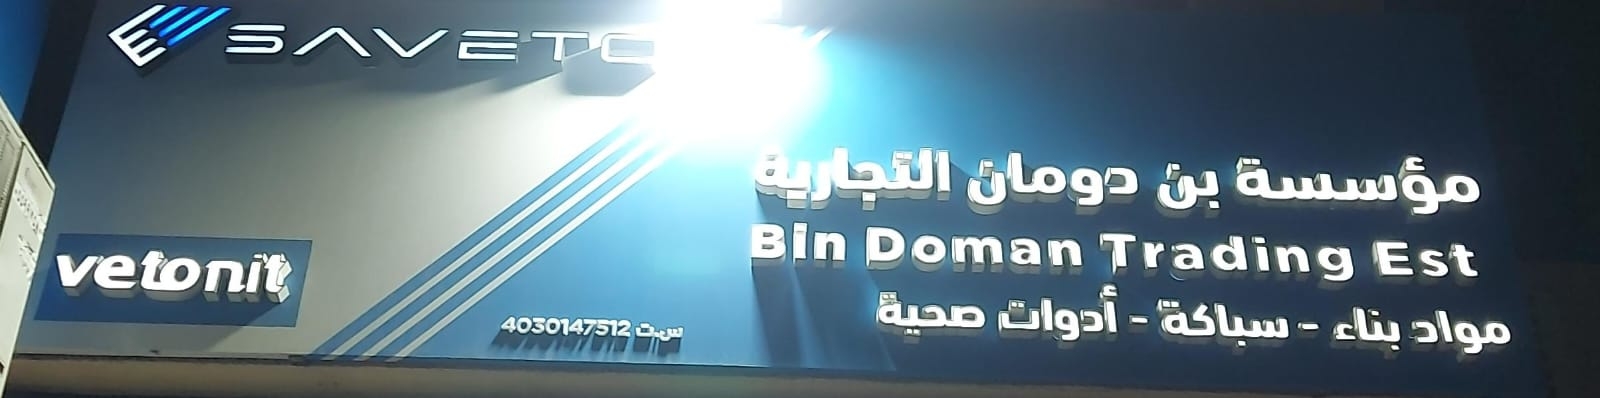 SAVETO
مؤسسة بن دومان التجارية
Bin Doman Trading Est
مواد بناء - سباكة - أدوات صحية
vetonit
س.ت 4030147512